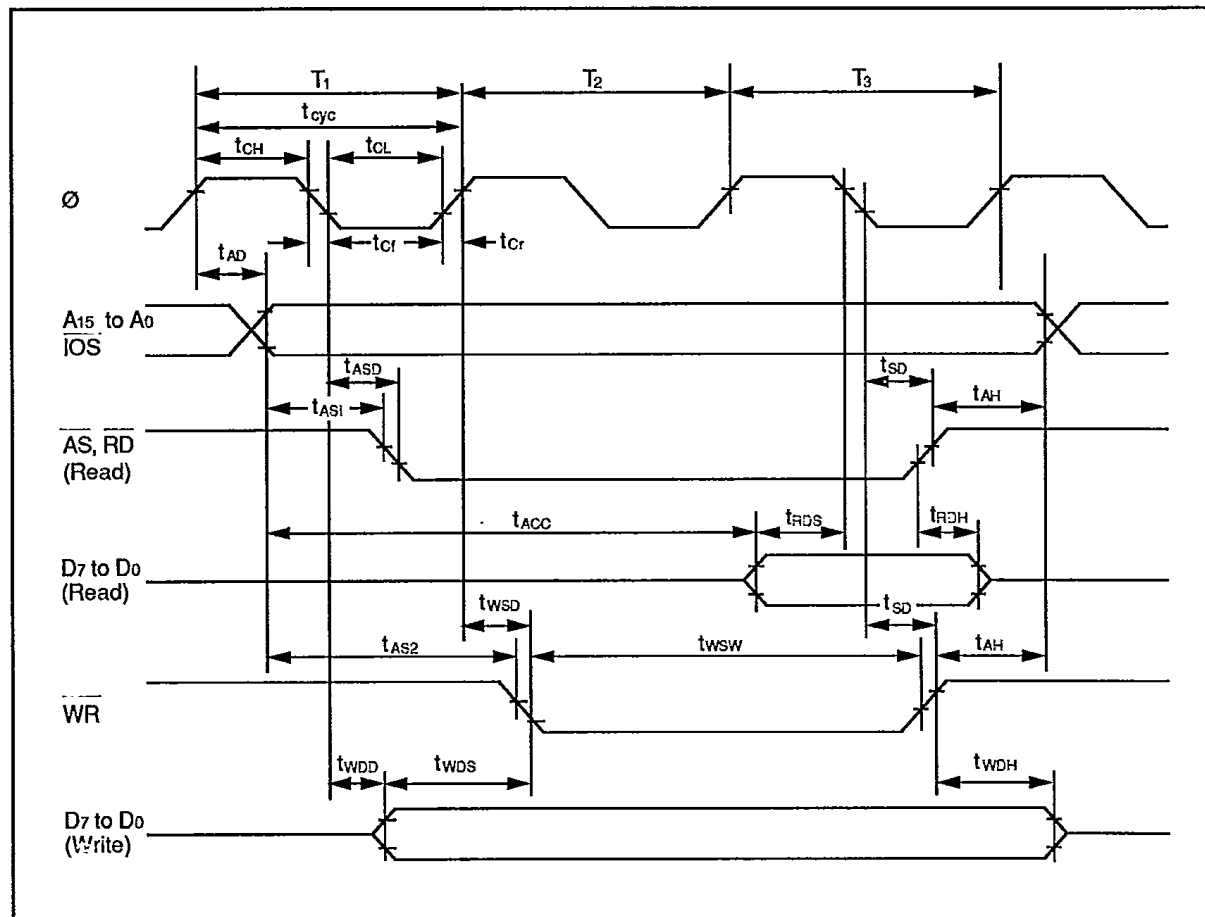 T1 T2 T3
tcyc
tCH tCL
Ø
tCf tCr
tAD
A15 to A0
IOS
tASD tSD
tAS1 tAH
AS, RD
(Read)
tACC tRDS tRDH
D7 to D0
(Read)
tWSD tSD
tAS2 tWSW tAH
WR
tWDD tWDS tWDH
D7 to D0
(Write)